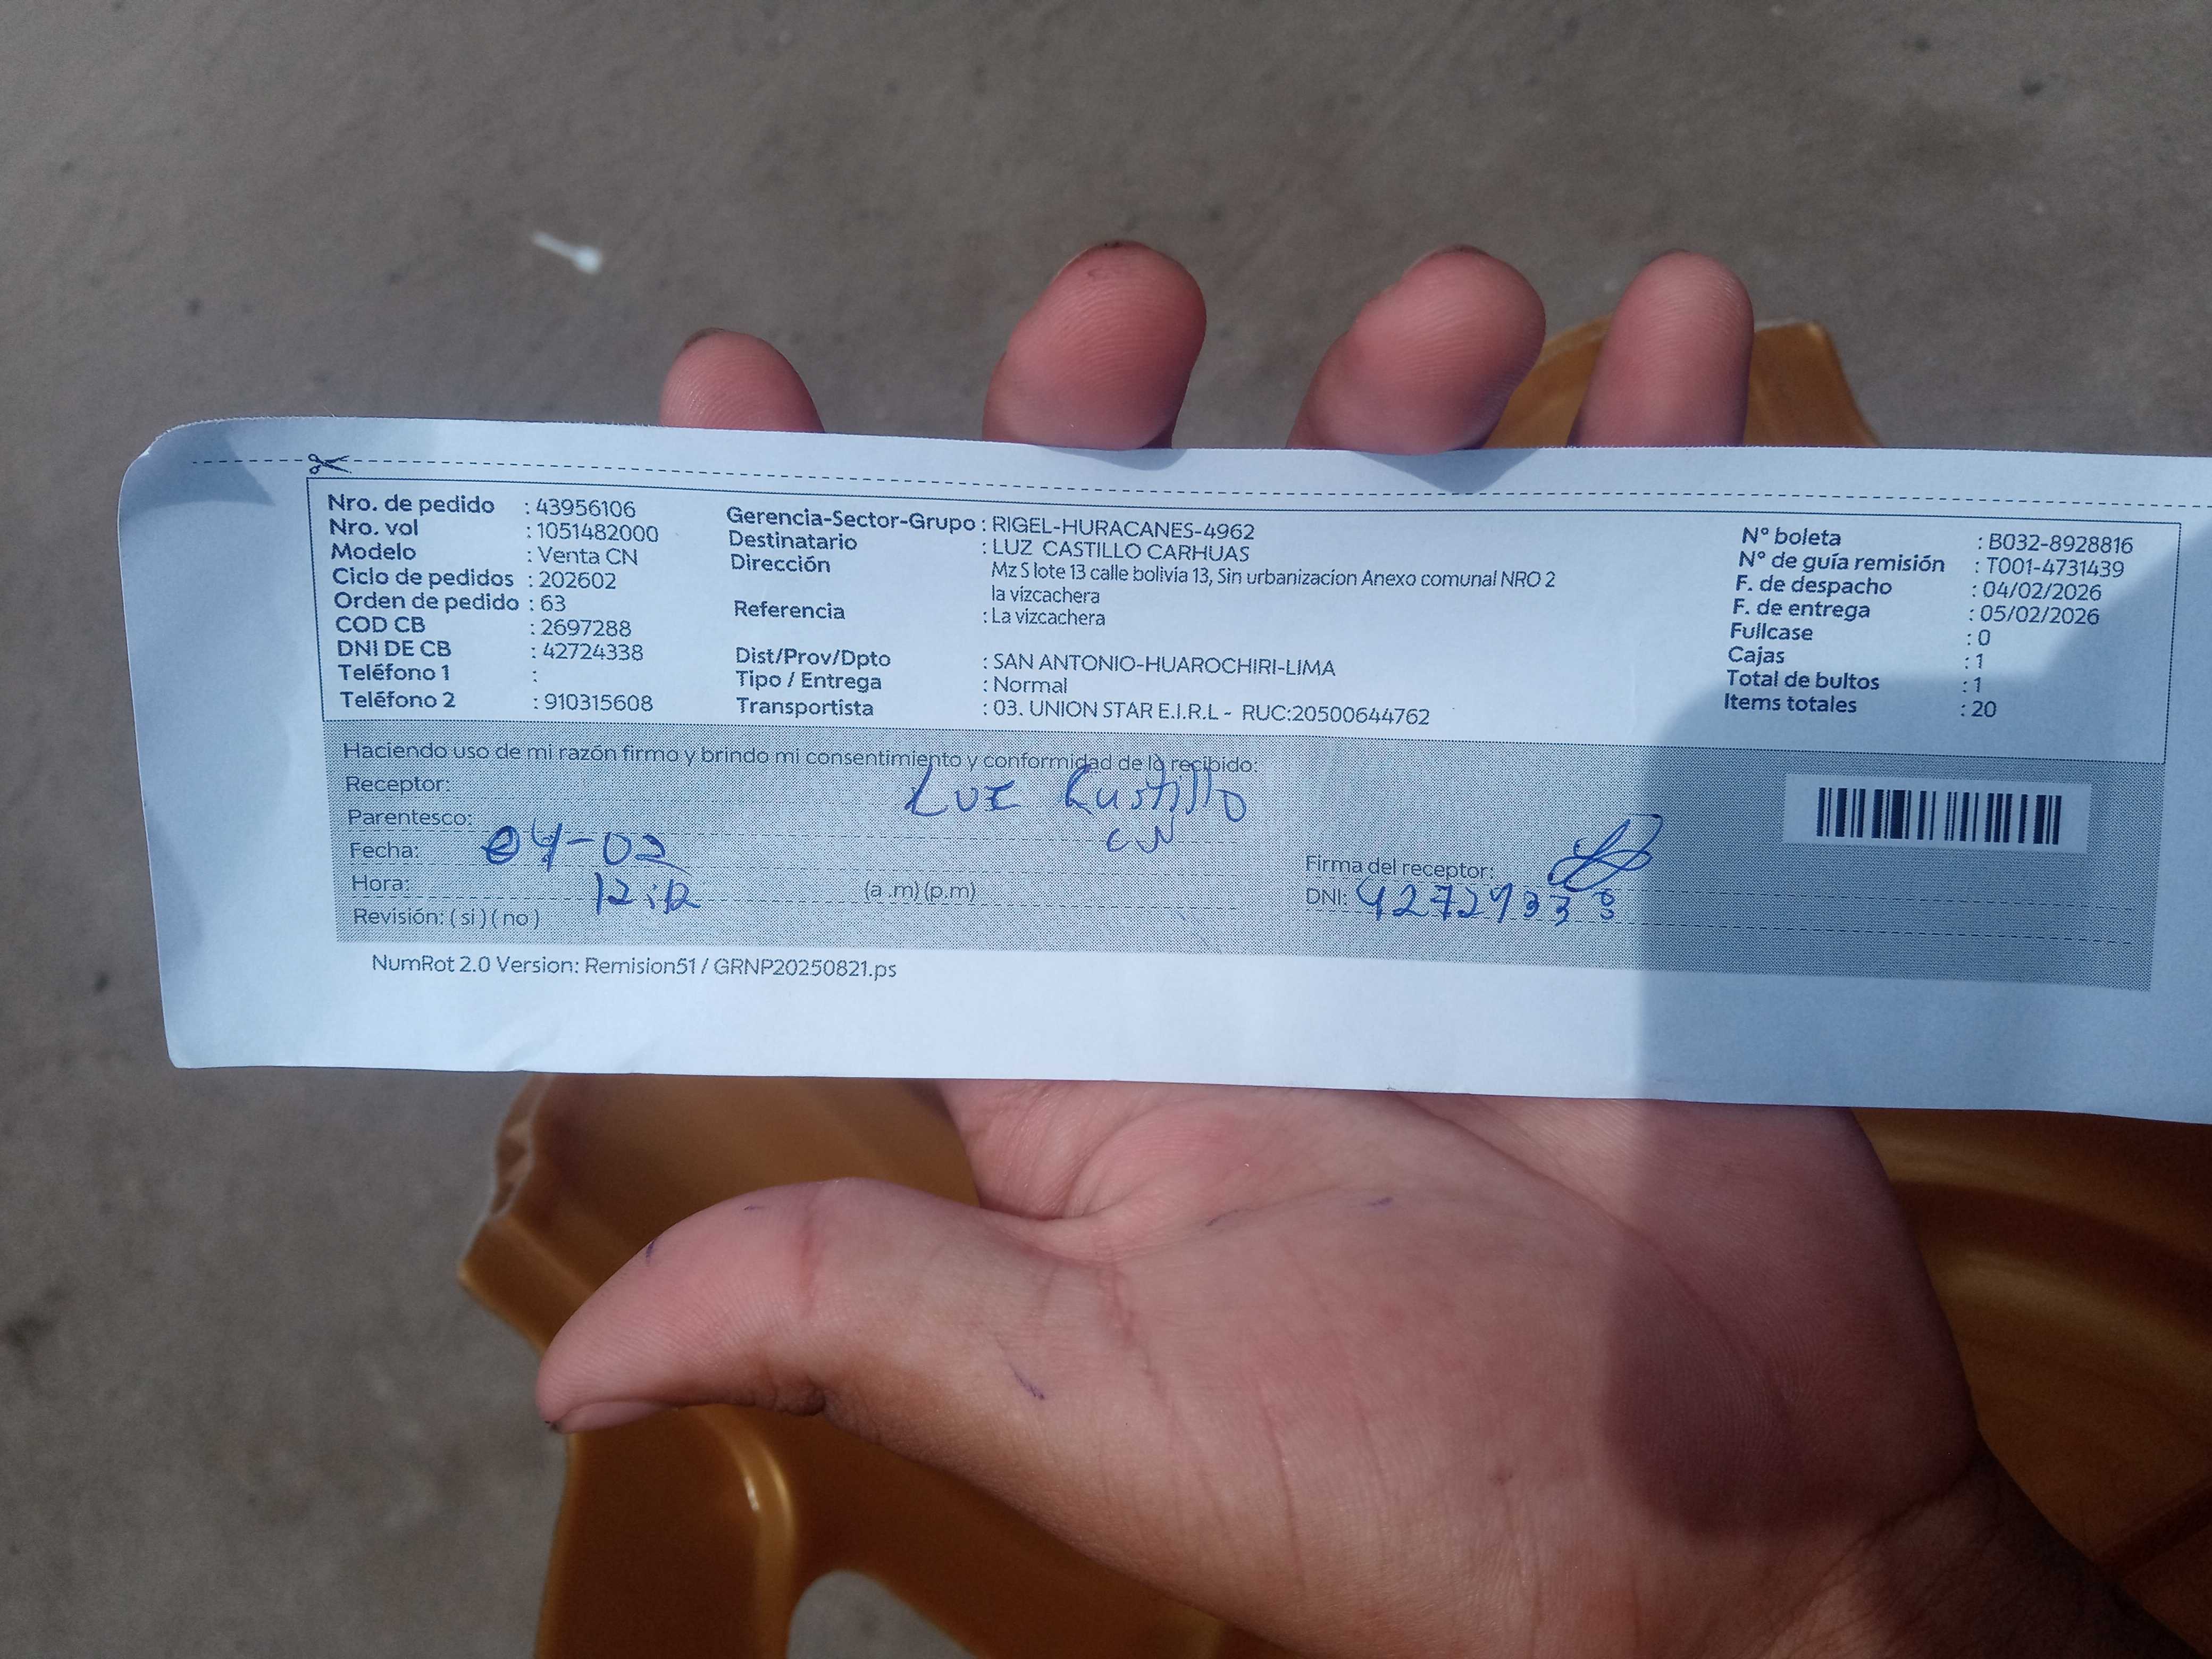 Nro. de pedido : 43956106
Nro. vol : 1051482000
Modelo : Venta CN
Ciclo de pedidos : 202602
Orden de pedido : 63
COD CB : 2697288
DNI DE CB : 42724338
Teléfono 1 :
Teléfono 2 : 910315608
Gerencia-Sector-Grupo : RIGEL-HURACANES-4962
Destinatario : LUZ CASTILLO CARHUAS
Dirección Mz S lote 13 calle bolivia 13, Sin urbanizacion Anexo comunal NRO 2
la vizcachera
Referencia : La vizcachera
Dist/Prov/Dpto : SAN ANTONIO-HUAROCHIRI-LIMA
Tipo / Entrega : Normal
Transportista : 03. UNION STAR E.I.R.L - RUC:20500644762
N° boleta : B032-8928816
N° de guía remisión : T001-4731439
F. de despacho : 04/02/2026
F. de entrega : 05/02/2026
Fullcase : 0
Cajas : 1
Total de bultos : 1
Items totales : 20
Haciendo uso de mi razón firmo y brindo mi consentimiento y conformidad de lo recibido:
Receptor: Luz Castillo
Parentesco: CN
Fecha: 04-02
Hora: 12:12 (a.m) (p.m)
Revisión: ( si ) ( no )
Firma del receptor:
DNI: 42724338
NumRot 2.0 Version: Remision51 / GRNP20250821.ps